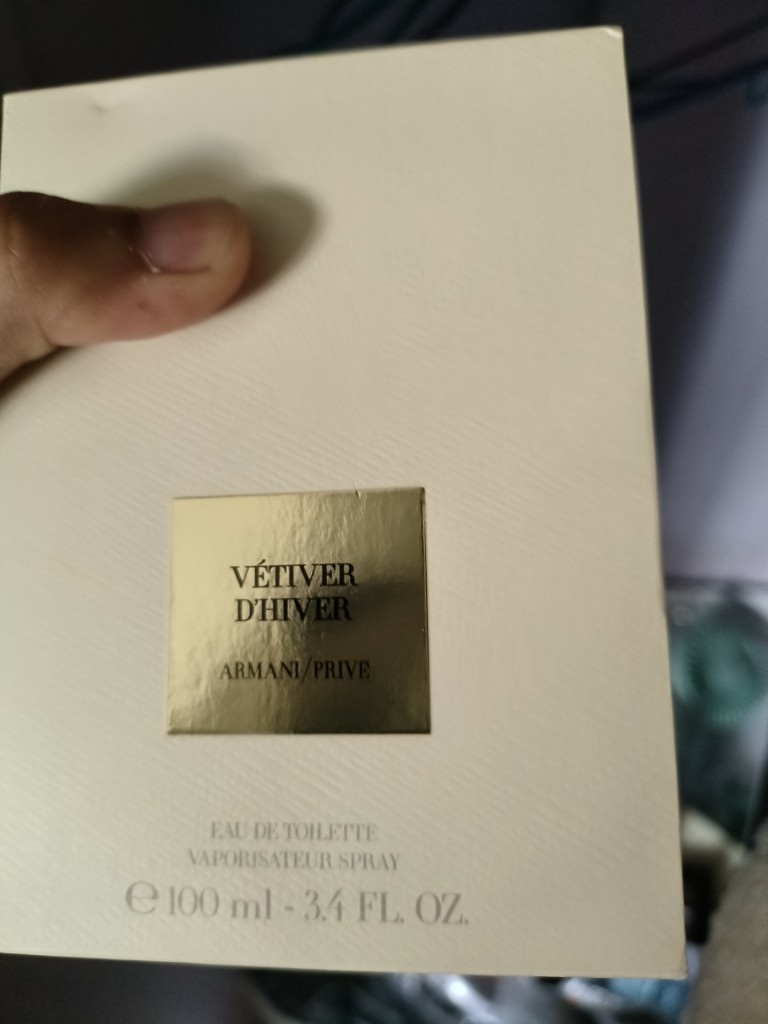 VÉTIVER
D'HIVER
ARMANI/PRIVE
EAU DE TOILETTE
VAPORISATEUR SPRAY
℮ 100 ml - 3.4 FL. OZ.